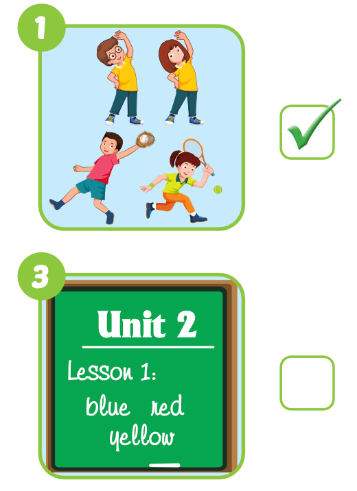 1
3
Unit 2
Lesson 1:
blue red
yellow